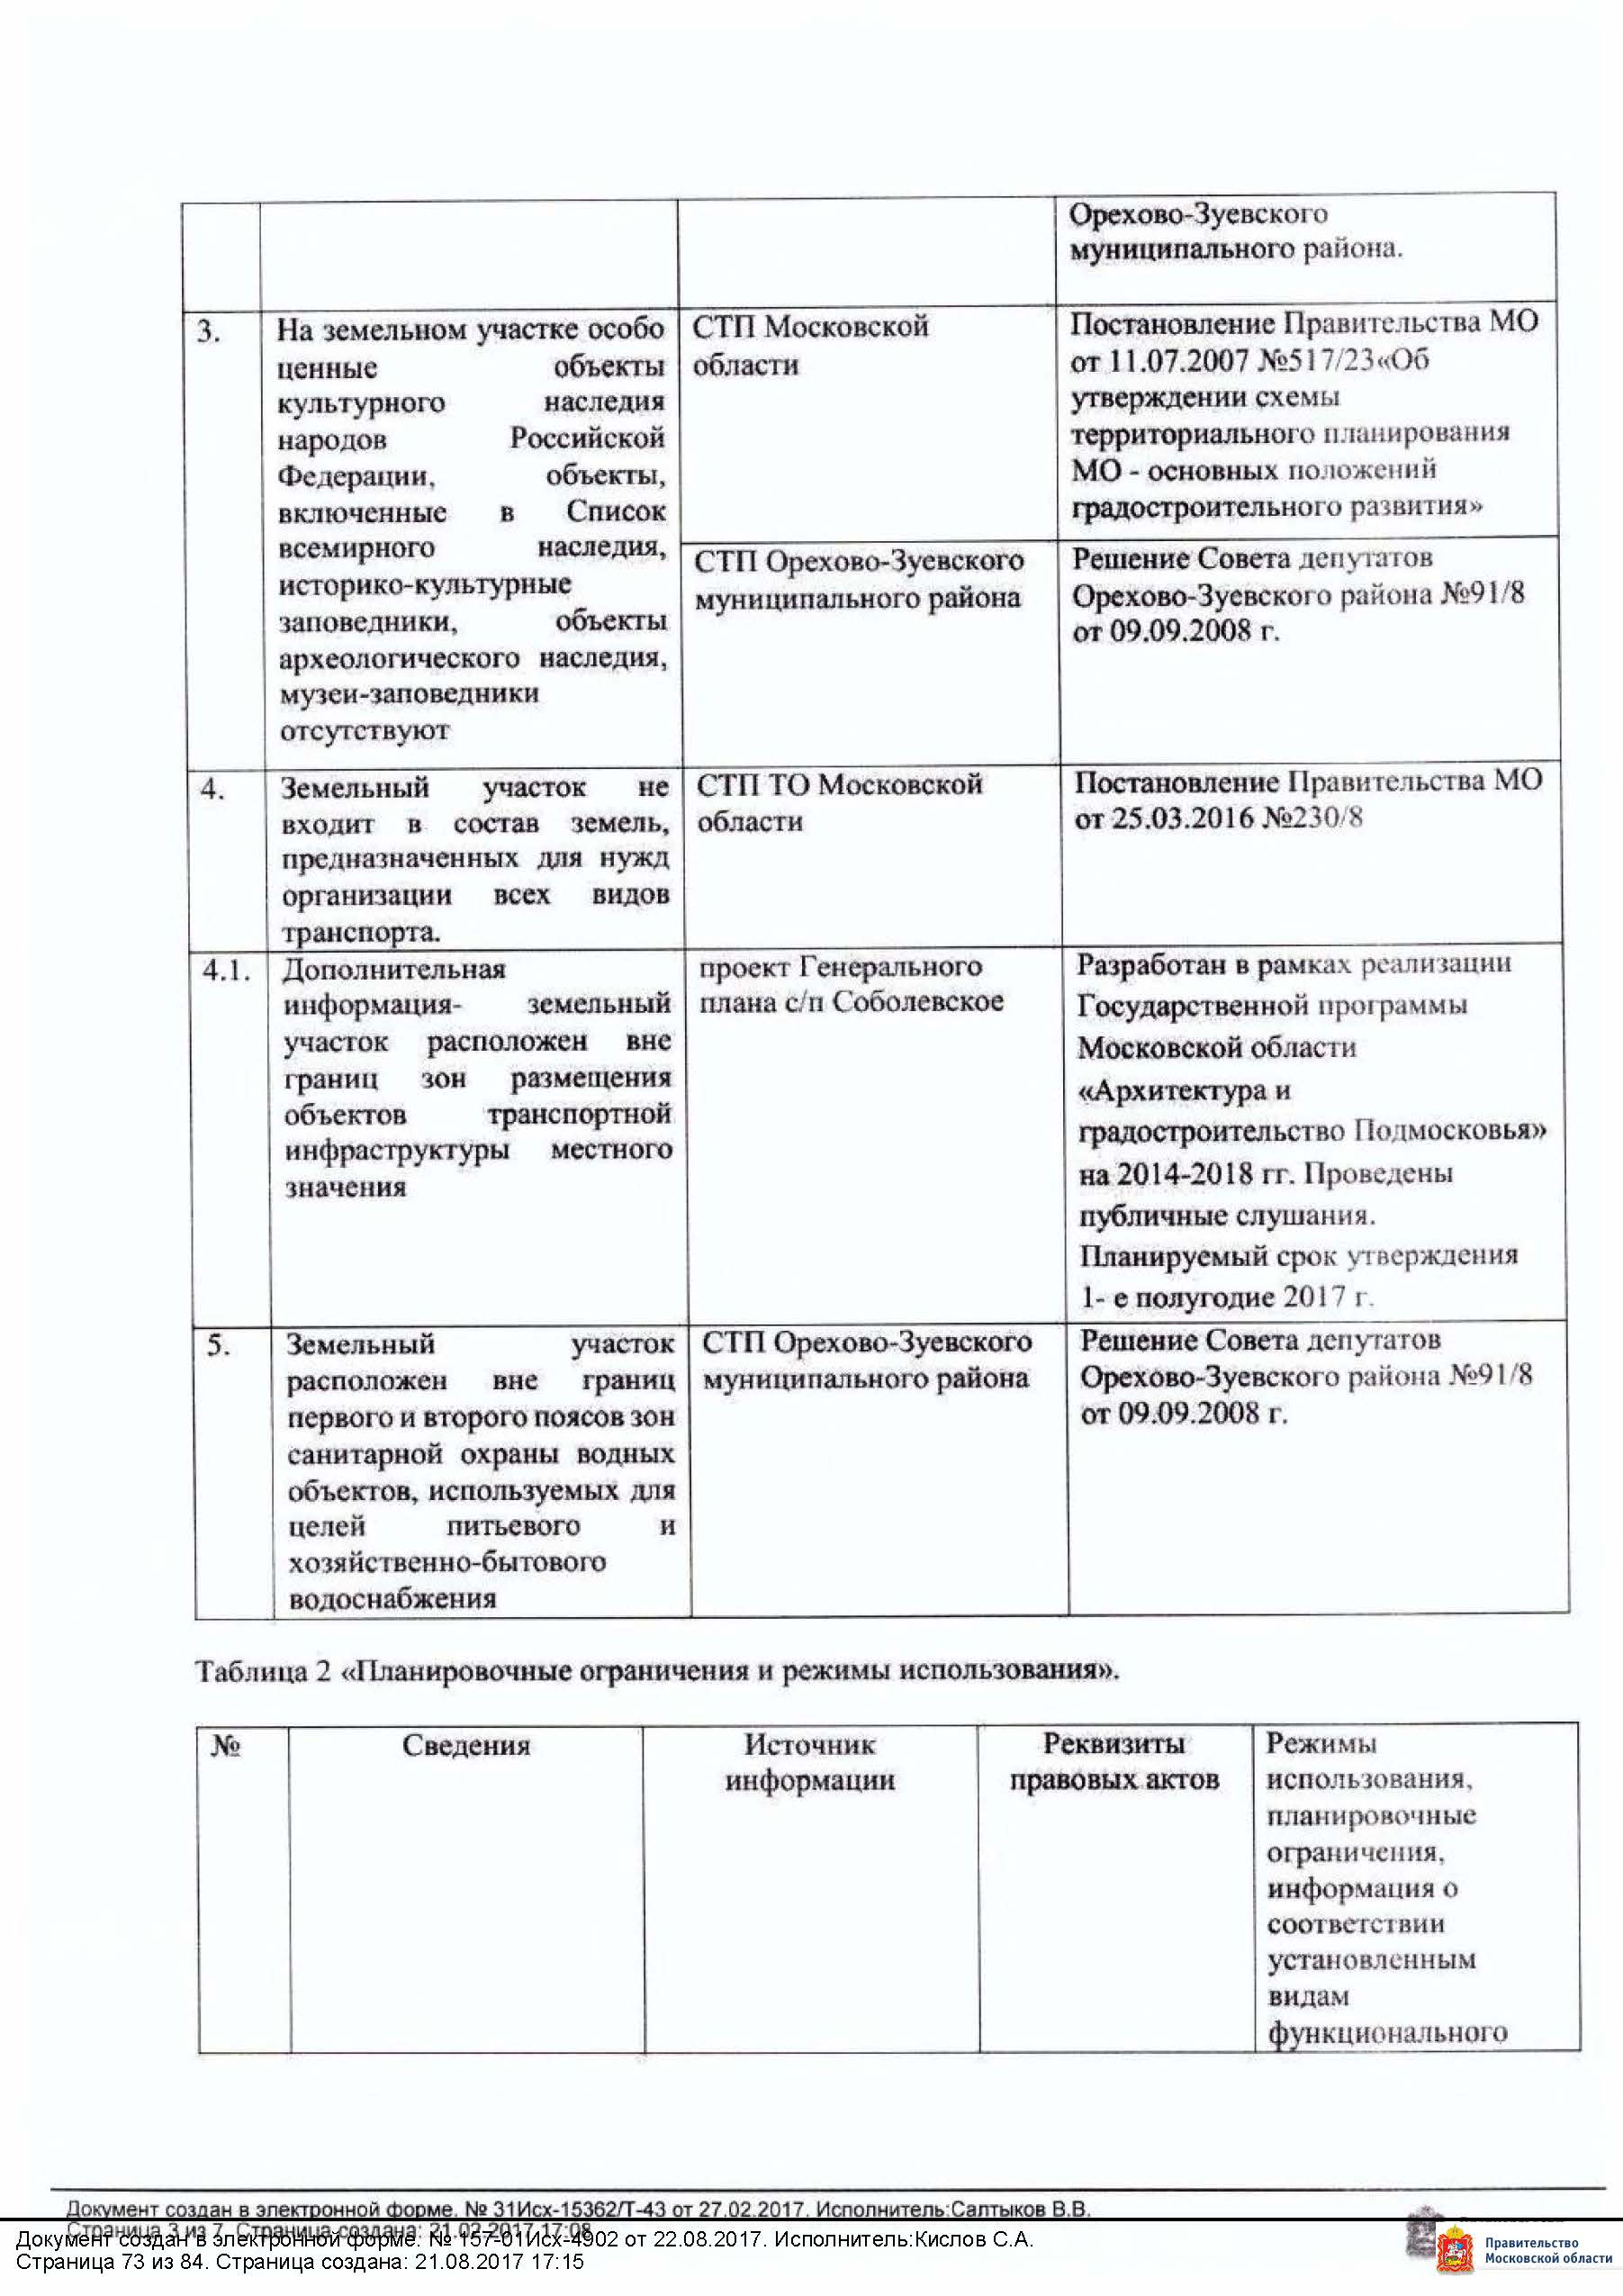 Орехово-Зуевского
муниципального района.
3.
На земельном участке особо
ценные объекты
культурного наследия
народов Российской
Федерации, объекты,
включенные в Список
всемирного наследия,
историко-культурные
заповедники, объекты
археологического наследия,
музеи-заповедники
отсутствуют
СТП Московской
области
Постановление Правительства МО
от 11.07.2007 №517/23«Об
утверждении схемы
территориального планирования
МО - основных положений
градостроительного развития»
СТП Орехово-Зуевского
муниципального района
Решение Совета депутатов
Орехово-Зуевского района №91/8
от 09.09.2008 г.
4.
Земельный участок не
входит в состав земель,
предназначенных для нужд
организации всех видов
транспорта.
СТП ТО Московской
области
Постановление Правительства МО
от 25.03.2016 №230/8
4.1.
Дополнительная
информация- земельный
участок расположен вне
границ зон размещения
объектов транспортной
инфраструктуры местного
значения
проект Генерального
плана с/п Соболевское
Разработан в рамках реализации
Государственной программы
Московской области
«Архитектура и
градостроительство Подмосковья»
на 2014-2018 гг. Проведены
публичные слушания.
Планируемый срок утверждения
1- е полугодие 2017 г.
5.
Земельный участок
расположен вне границ
первого и второго поясов зон
санитарной охраны водных
объектов, используемых для
целей питьевого и
хозяйственно-бытового
водоснабжения
СТП Орехово-Зуевского
муниципального района
Решение Совета депутатов
Орехово-Зуевского района №91/8
от 09.09.2008 г.
Таблица 2 «Планировочные ограничения и режимы использования».
№
Сведения
Источник
информации
Реквизиты
правовых актов
Режимы
использования,
планировочные
ограничения,
информация о
соответствии
установленным
видам
функционального
Документ создан в электронной форме. № 31Исх-15362/Т-43 от 27.02.2017. Исполнитель:Салтыков В.В.
Страница 3 из 7. Страница создана: 21.02.2017 17:08
Документ создан в электронной форме. № 157-01Исх-4902 от 22.08.2017. Исполнитель:Кислов С.А.
Страница 73 из 84. Страница создана: 21.08.2017 17:15
Правительство
Московской области